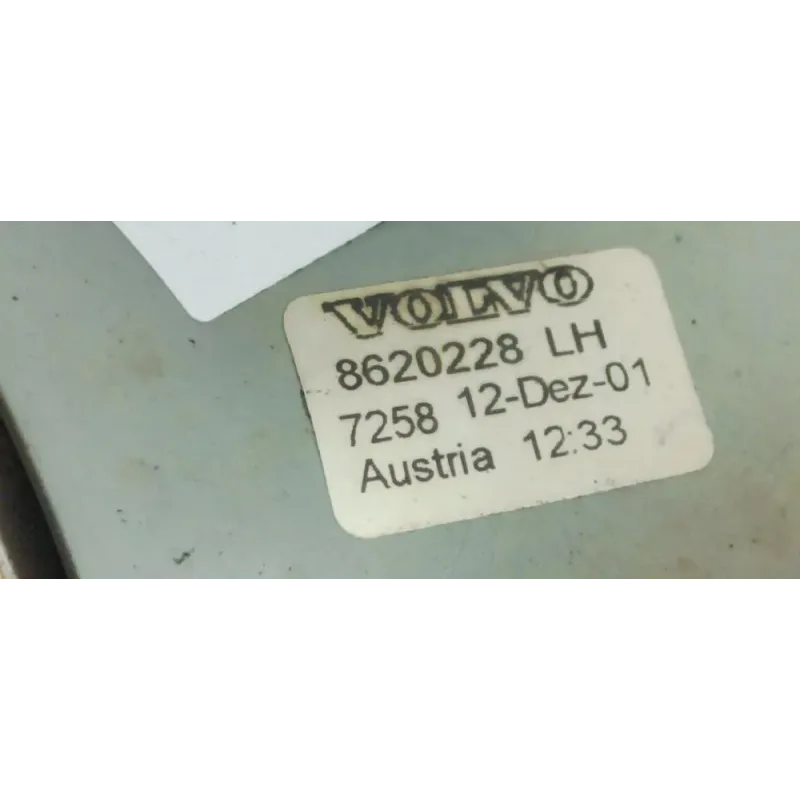 VOLVO
8620228 LH
7258 12-Dez-01
Austria 12:33